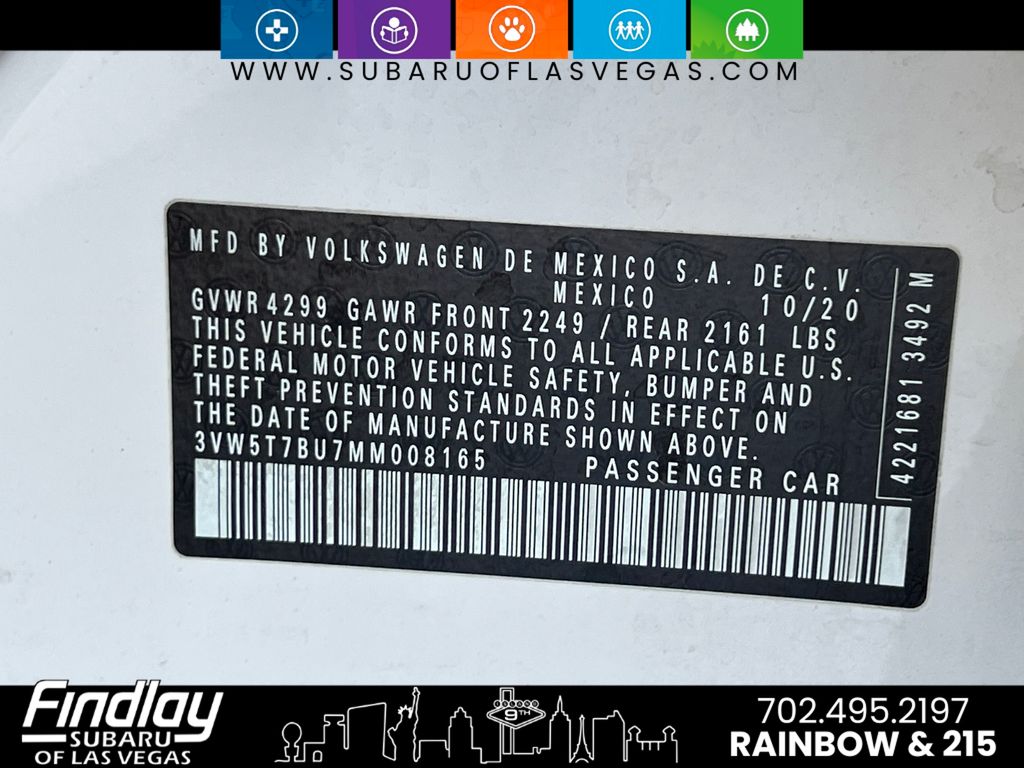 WWW.SUBARUOFLASVEGAS.COM
MFD BY VOLKSWAGEN DE MEXICO S.A. DE C.V.
MEXICO 10/20
GVWR 4299 GAWR FRONT 2249 / REAR 2161 LBS
THIS VEHICLE CONFORMS TO ALL APPLICABLE U.S.
FEDERAL MOTOR VEHICLE SAFETY, BUMPER AND
THEFT PREVENTION STANDARDS IN EFFECT ON
THE DATE OF MANUFACTURE SHOWN ABOVE.
3VW5T7BU7MM008165 PASSENGER CAR
4221681 3492 M
Findlay
SUBARU
OF LAS VEGAS
9TH
702.495.2197
RAINBOW & 215